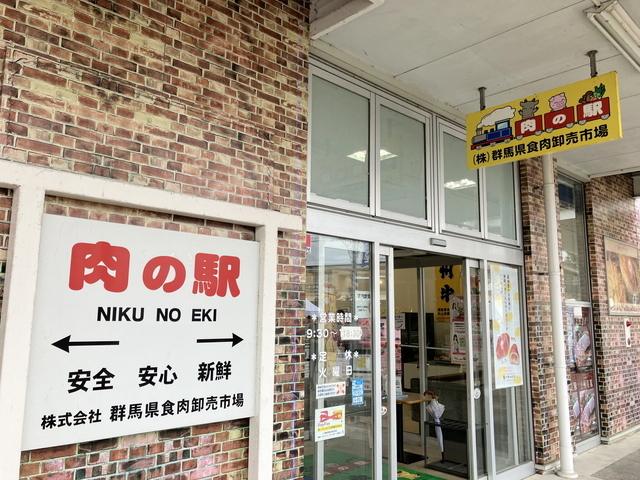 肉の駅
NIKU NO EKI
安全 安心 新鮮
株式会社 群馬県食肉卸売市場
肉の駅
(株)群馬県食肉卸売市場
*営業時間*
9:30~
*定 休*
火曜日